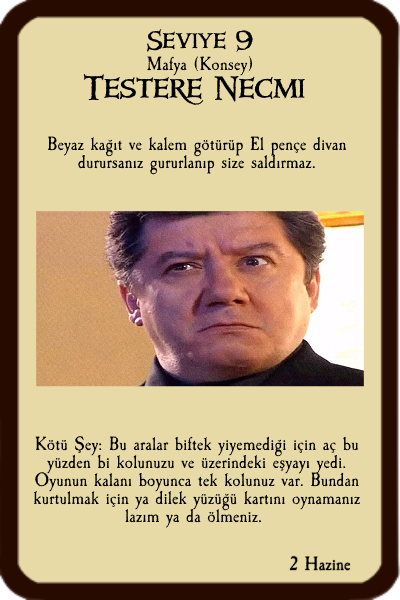 Seviye 9
Mafya (Konsey)
Testere Necmi
Beyaz kağıt ve kalem götürüp El pençe divan
durursanız gururlanıp size saldırmaz.
Kötü Şey: Bu aralar biftek yiyemediği için aç bu
yüzden bi kolunuzu ve üzerindeki eşyayı yedi.
Oyunun kalanı boyunca tek kolunuz var. Bundan
kurtulmak için ya dilek yüzüğü kartını oynamanız
lazım ya da ölmeniz.
2 Hazine